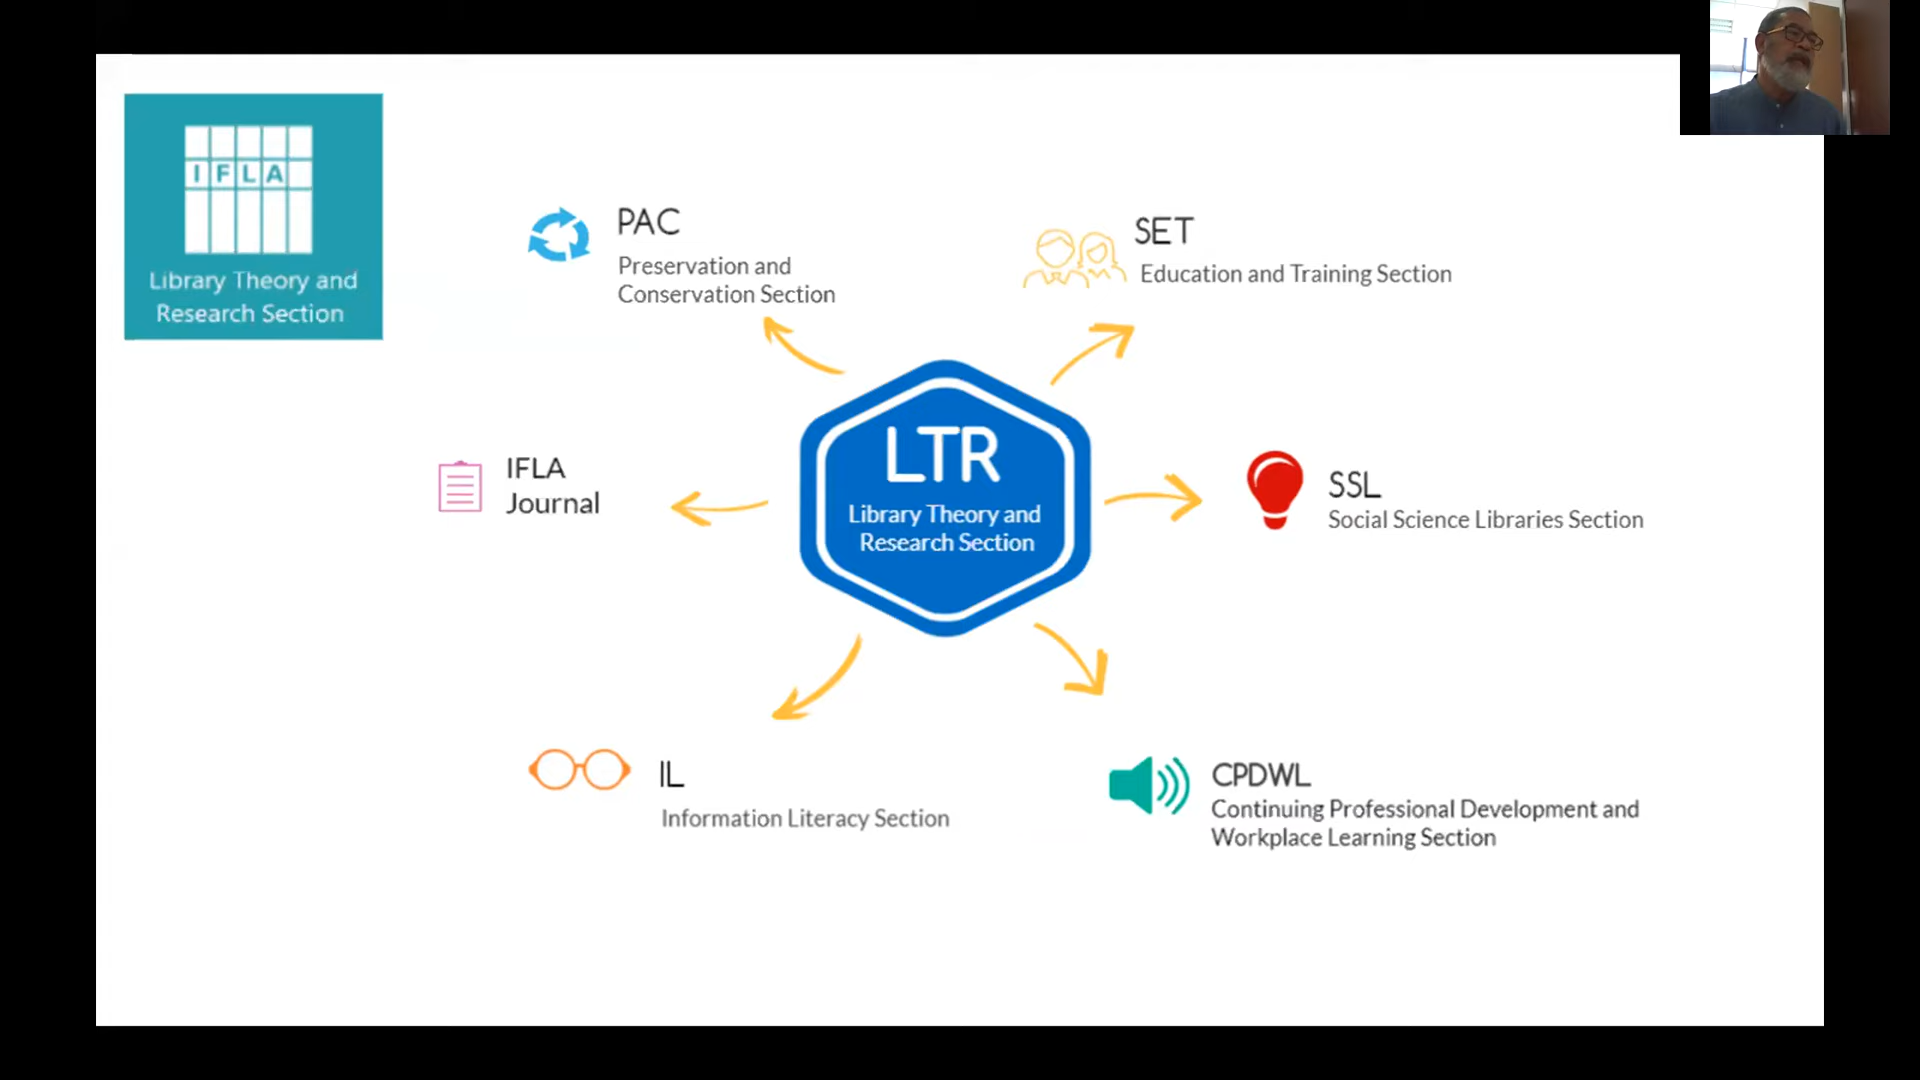 IFLA
Library Theory and
Research Section
PAC
Preservation and
Conservation Section
SET
Education and Training Section
IFLA
Journal
LTR
Library Theory and
Research Section
SSL
Social Science Libraries Section
IL
Information Literacy Section
CPDWL
Continuing Professional Development and
Workplace Learning Section